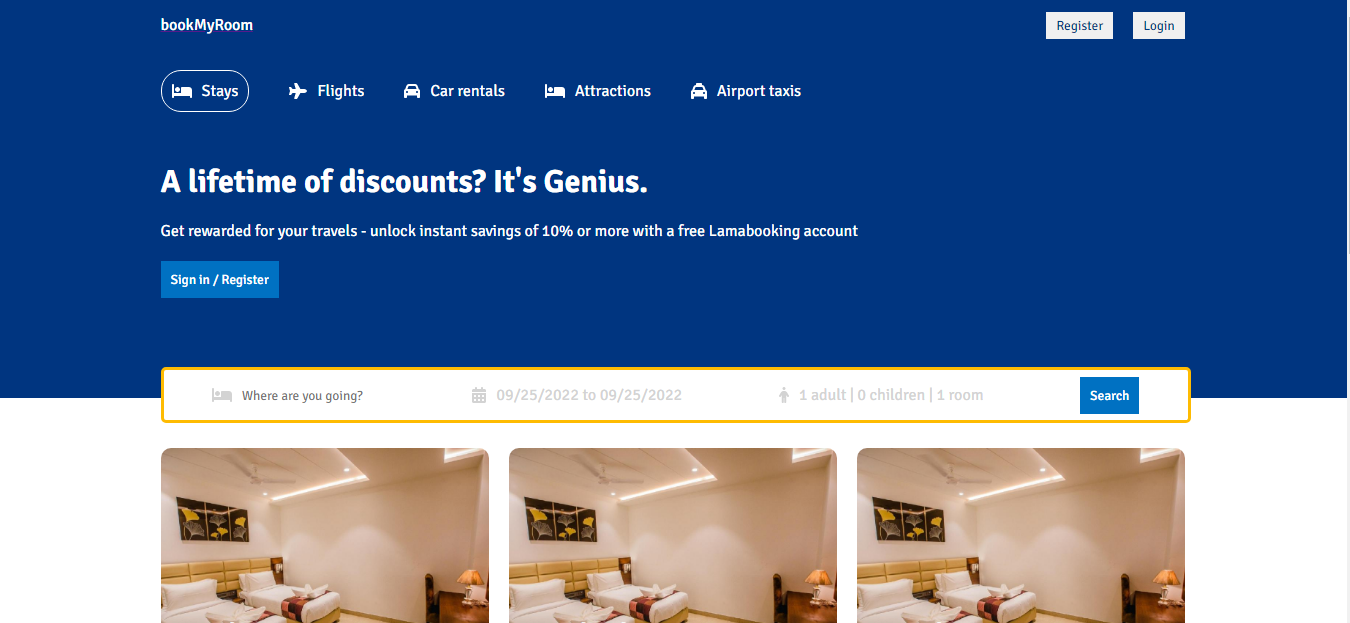 bookMyRoom
Register
Login
Stays
Flights
Car rentals
Attractions
Airport taxis
A lifetime of discounts? It's Genius.
Get rewarded for your travels - unlock instant savings of 10% or more with a free Lamabooking account
Sign in / Register
Where are you going?
09/25/2022 to 09/25/2022
1 adult | 0 children | 1 room
Search